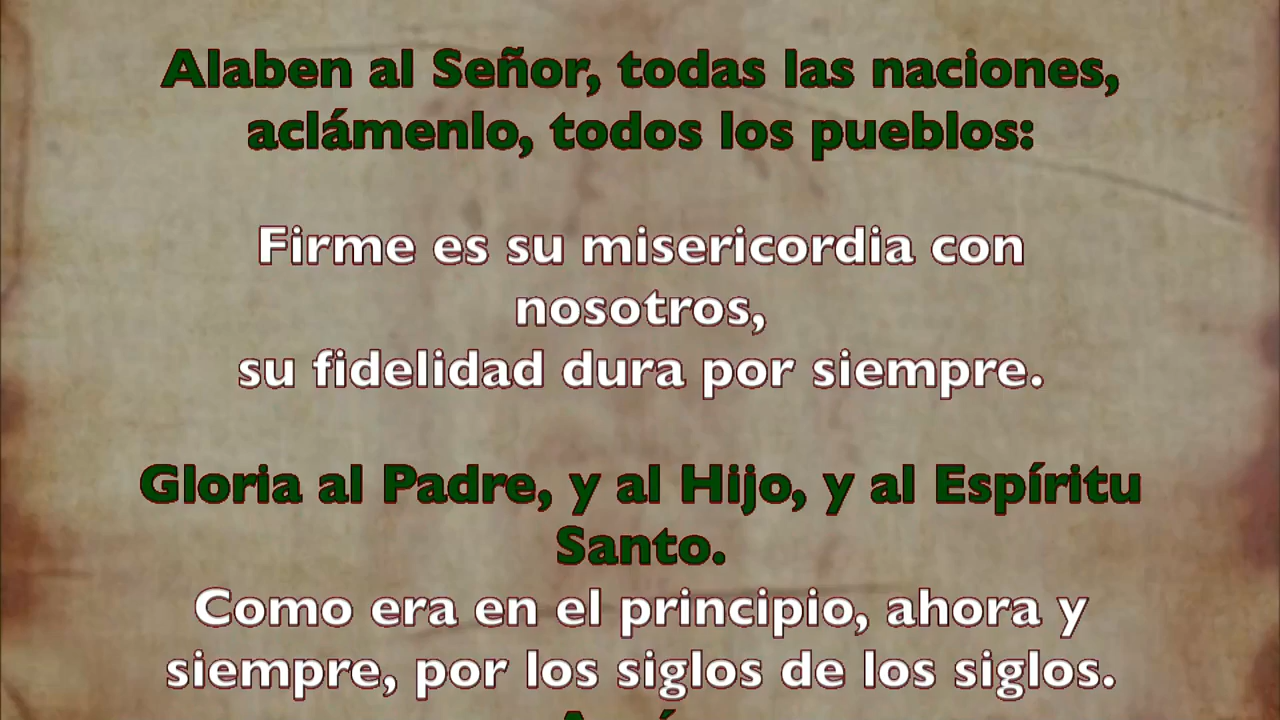 Alaben al Señor, todas las naciones,
aclámenlo, todos los pueblos:
Firme es su misericordia con
nosotros,
su fidelidad dura por siempre.
Gloria al Padre, y al Hijo, y al Espíritu
Santo.
Como era en el principio, ahora y
siempre, por los siglos de los siglos.